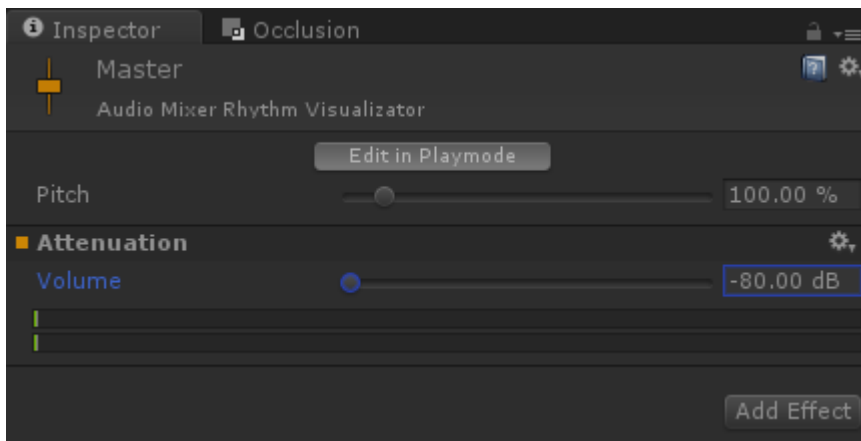 Inspector Occlusion
Master
Audio Mixer Rhythm Visualizator
Edit in Playmode
Pitch 100.00 %
Attenuation
Volume -80.00 dB
Add Effect